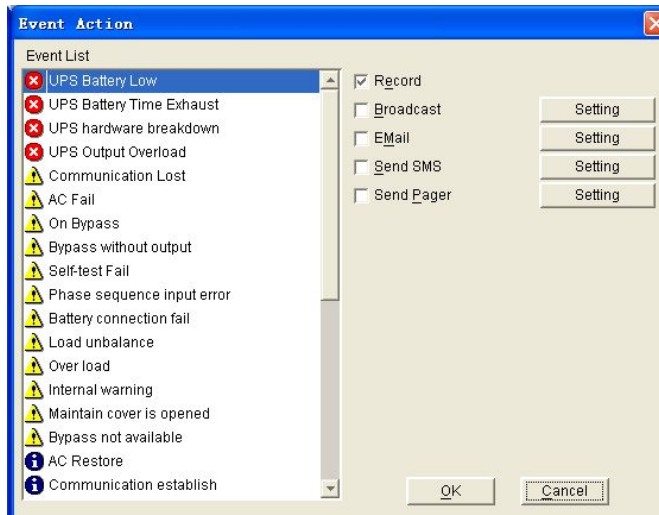 Event Action
Event List
UPS Battery Low
UPS Battery Time Exhaust
UPS hardware breakdown
UPS Output Overload
Communication Lost
AC Fail
On Bypass
Bypass without output
Self-test Fail
Phase sequence input error
Battery connection fail
Load unbalance
Over load
Internal warning
Maintain cover is opened
Bypass not available
AC Restore
Communication establish
Record
Broadcast Setting
EMail Setting
Send SMS Setting
Send Pager Setting
OK Cancel